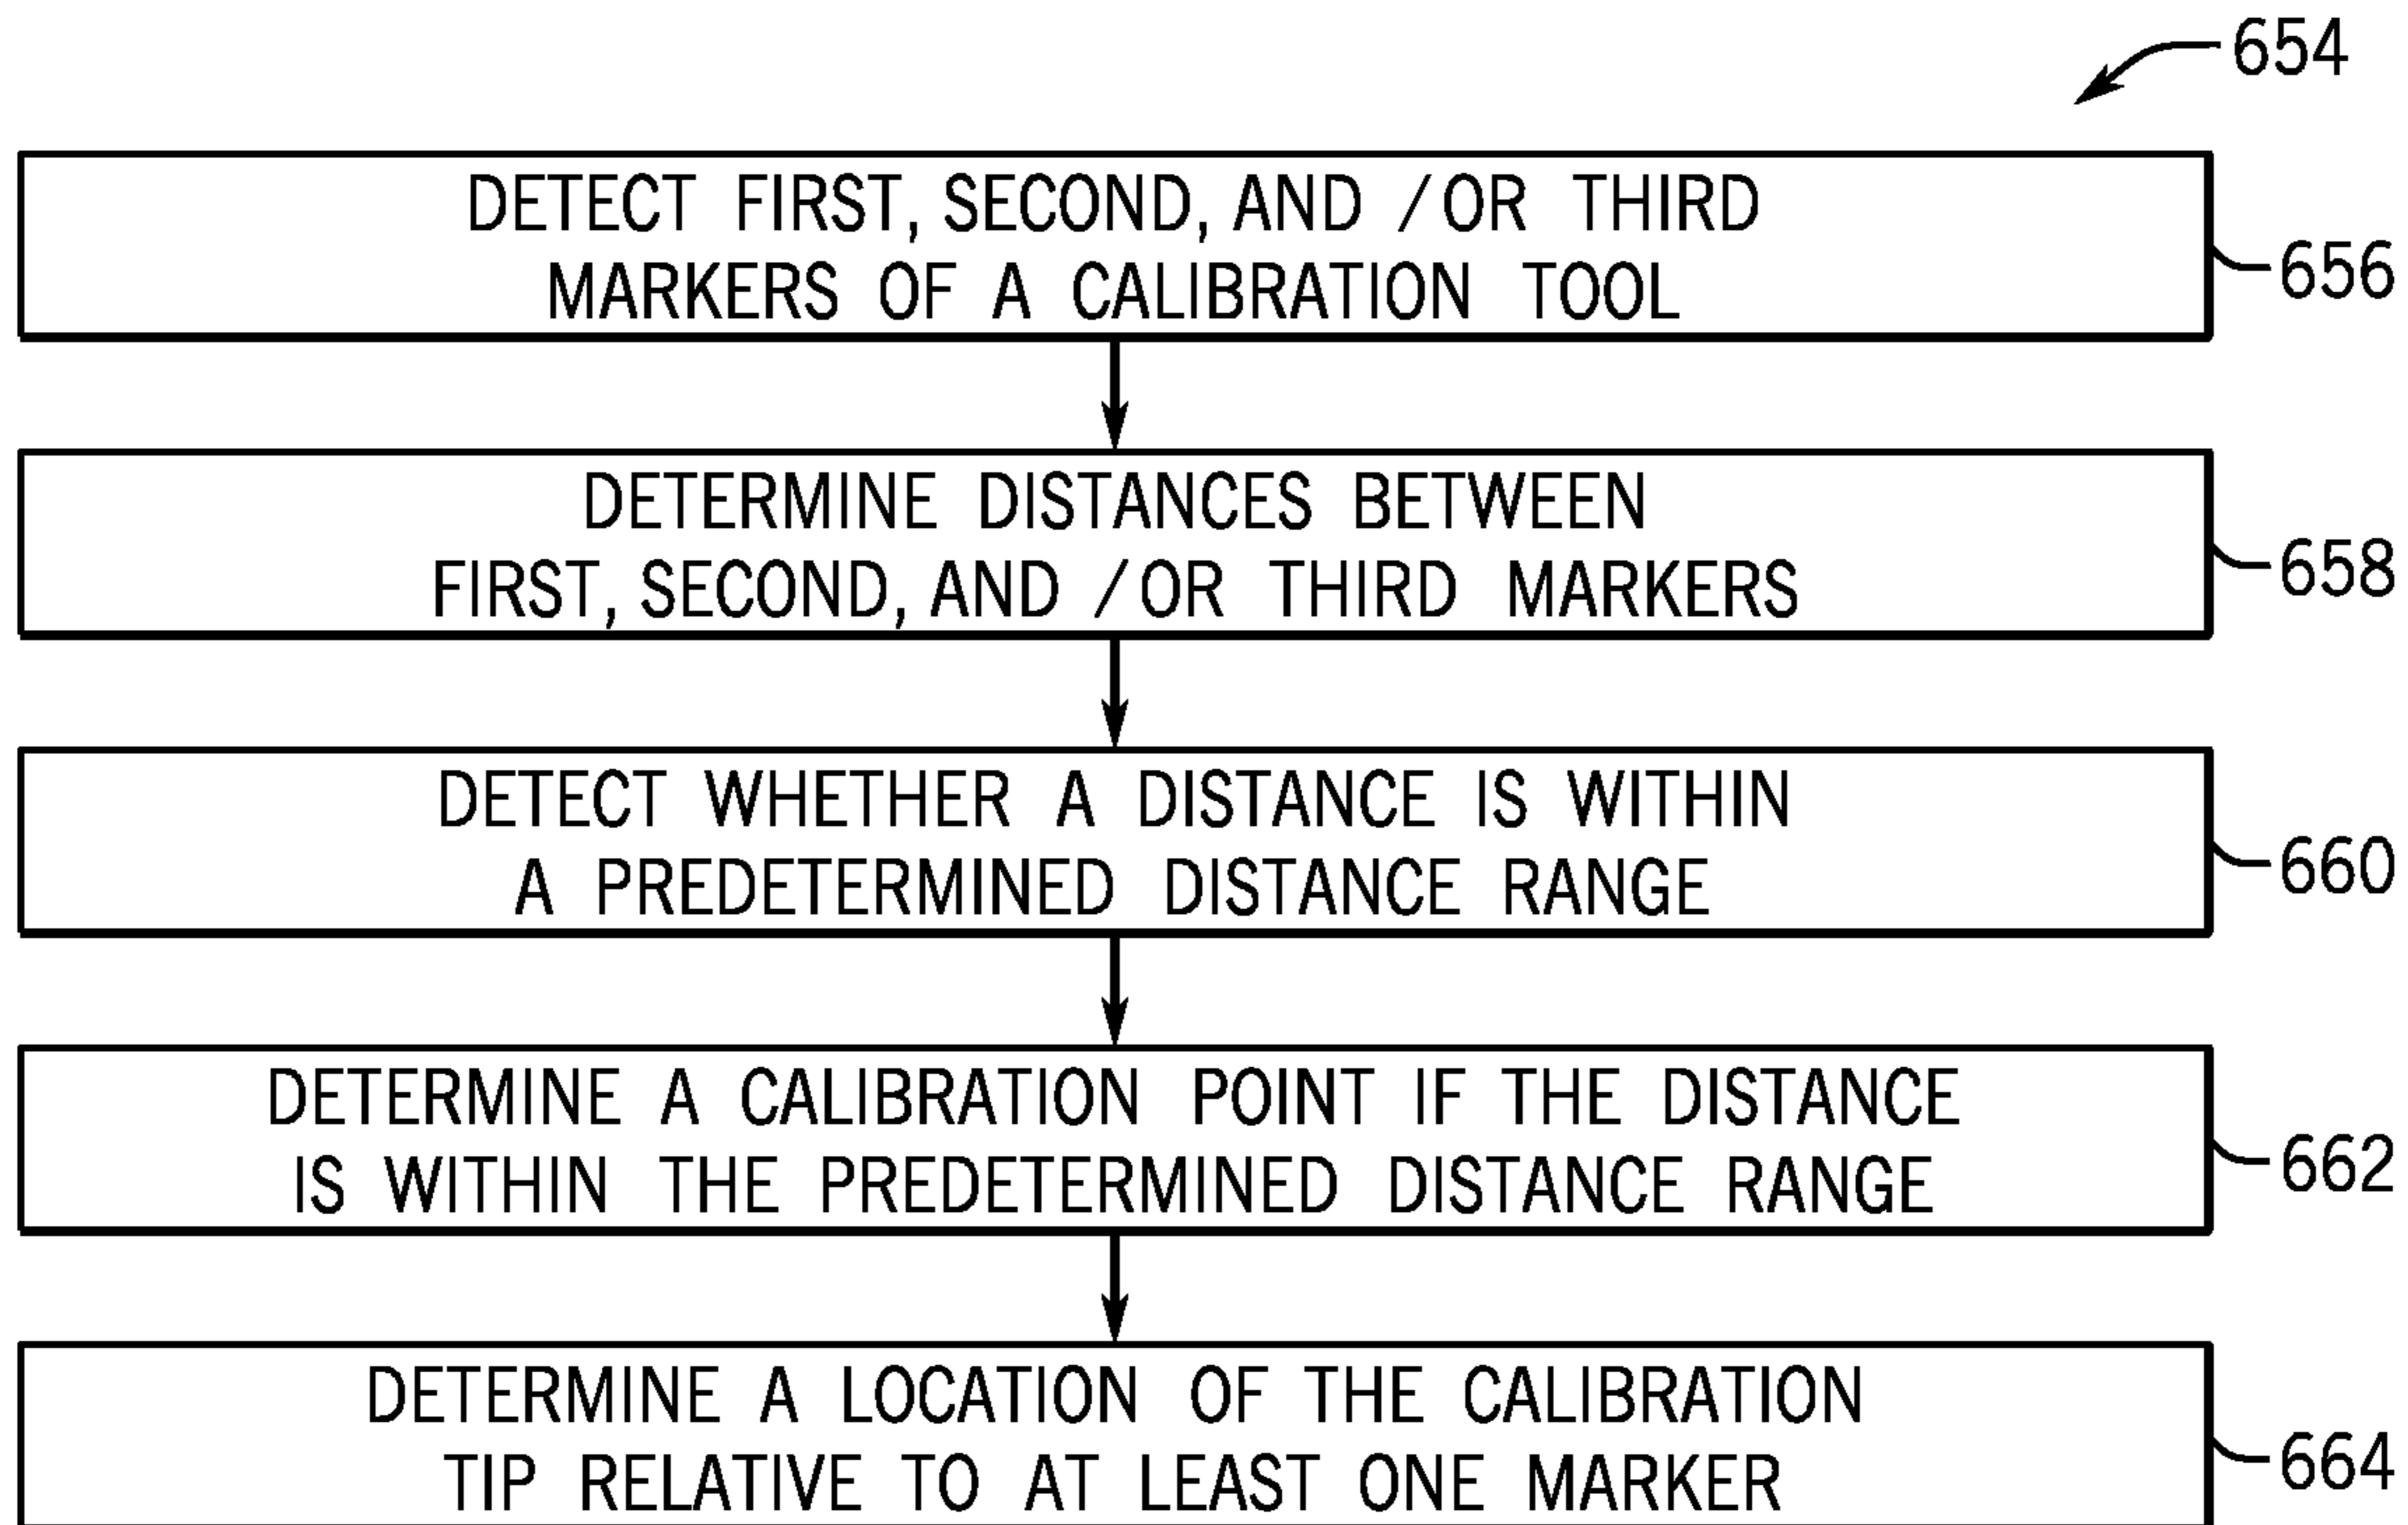 654
DETECT FIRST, SECOND, AND /OR THIRD
MARKERS OF A CALIBRATION TOOL
656
DETERMINE DISTANCES BETWEEN
FIRST, SECOND, AND /OR THIRD MARKERS
658
DETECT WHETHER A DISTANCE IS WITHIN
A PREDETERMINED DISTANCE RANGE
660
DETERMINE A CALIBRATION POINT IF THE DISTANCE
IS WITHIN THE PREDETERMINED DISTANCE RANGE
662
DETERMINE A LOCATION OF THE CALIBRATION
TIP RELATIVE TO AT LEAST ONE MARKER
664